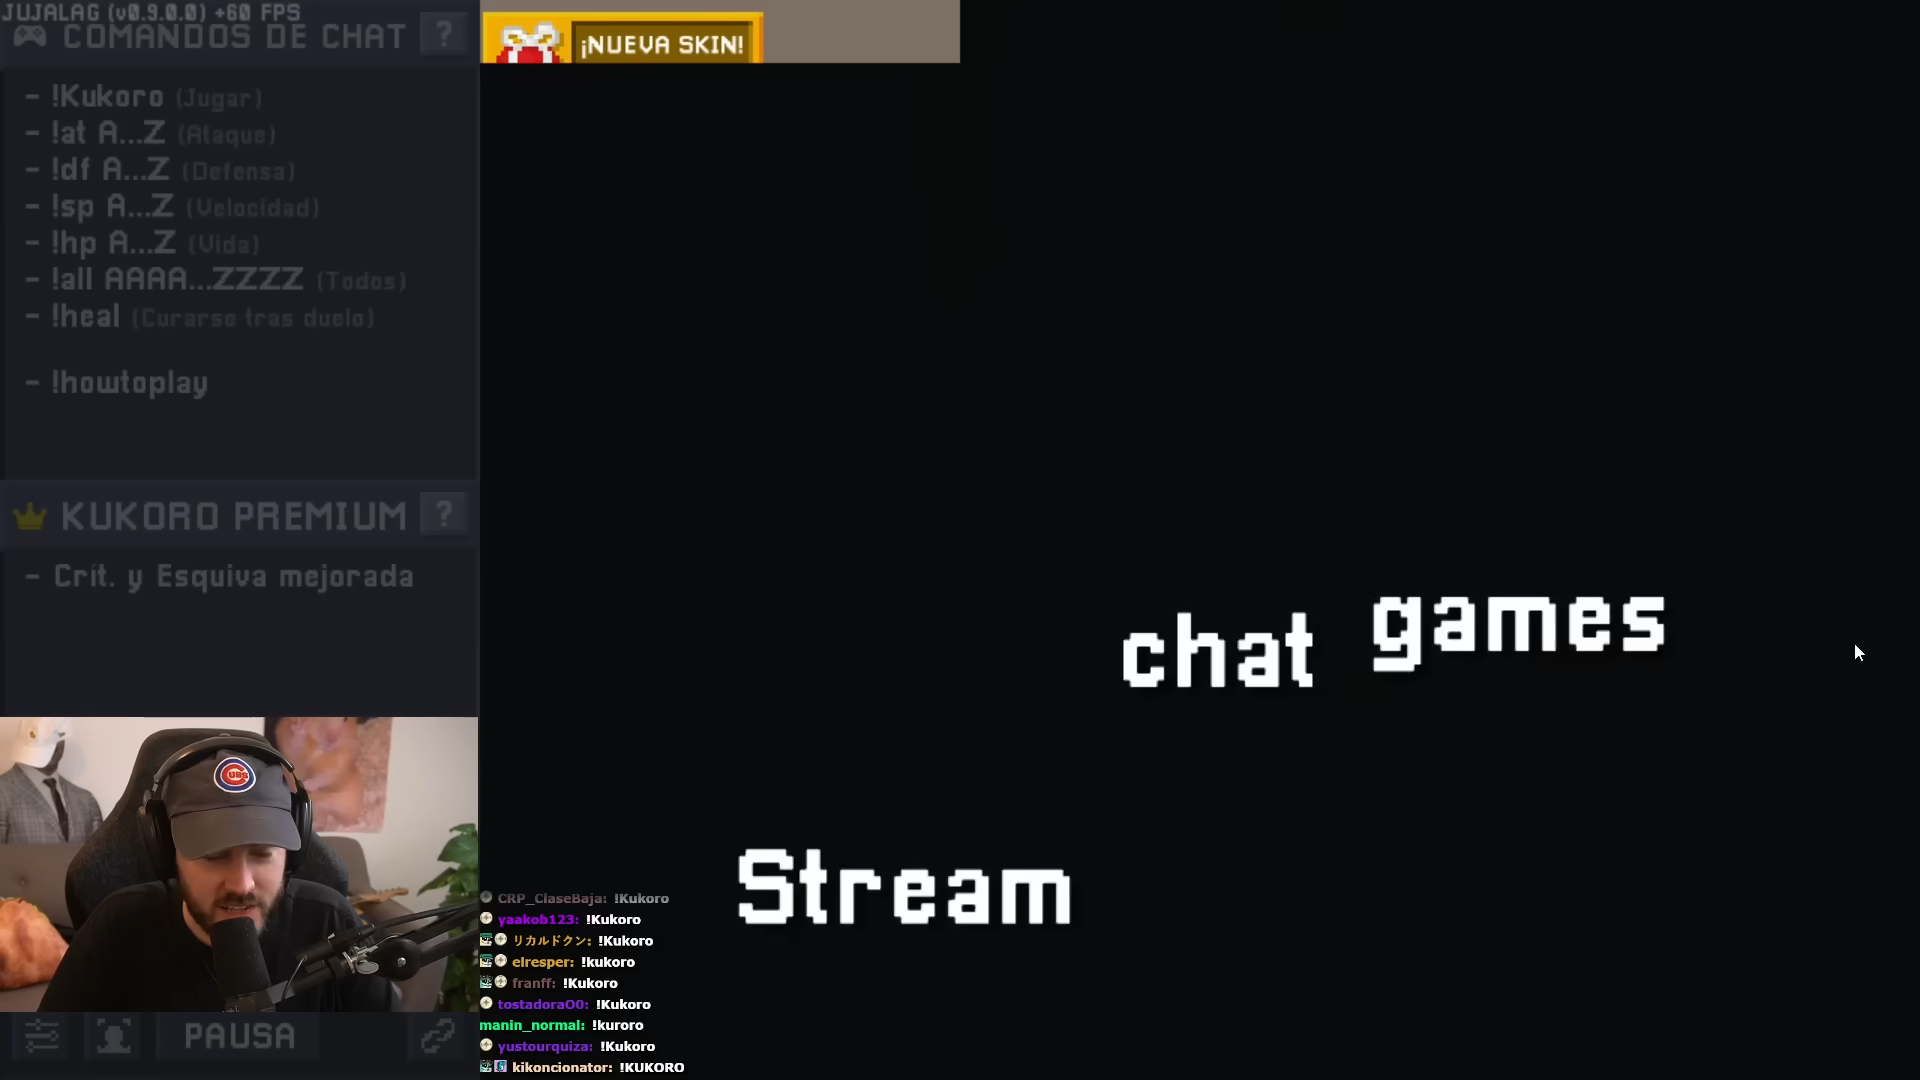 JUJALAG (v0.9.0.0) +60 FPS
COMANDOS DE CHAT ?
- !Kukoro (Jugar)
- !at A...Z (Ataque)
- !df A...Z (Defensa)
- !sp A...Z (Velocidad)
- !hp A...Z (Vida)
- !all AAAA...ZZZZ (Todos)
- !heal (Curarse tras duelo)
- !howtoplay
KUKORO PREMIUM ?
- Crít. y Esquiva mejorada
CUBS
PAUSA
¡NUEVA SKIN!
chat games
Stream
CRP_ClaseBaja: !Kukoro
yaakob123: !Kukoro
リカルドクン: !Kukoro
elresper: !kukoro
franff: !Kukoro
tostadoraO0: !Kukoro
manin_normal: !kuroro
yustourquiza: !Kukoro
kikoncionator: !KUKORO